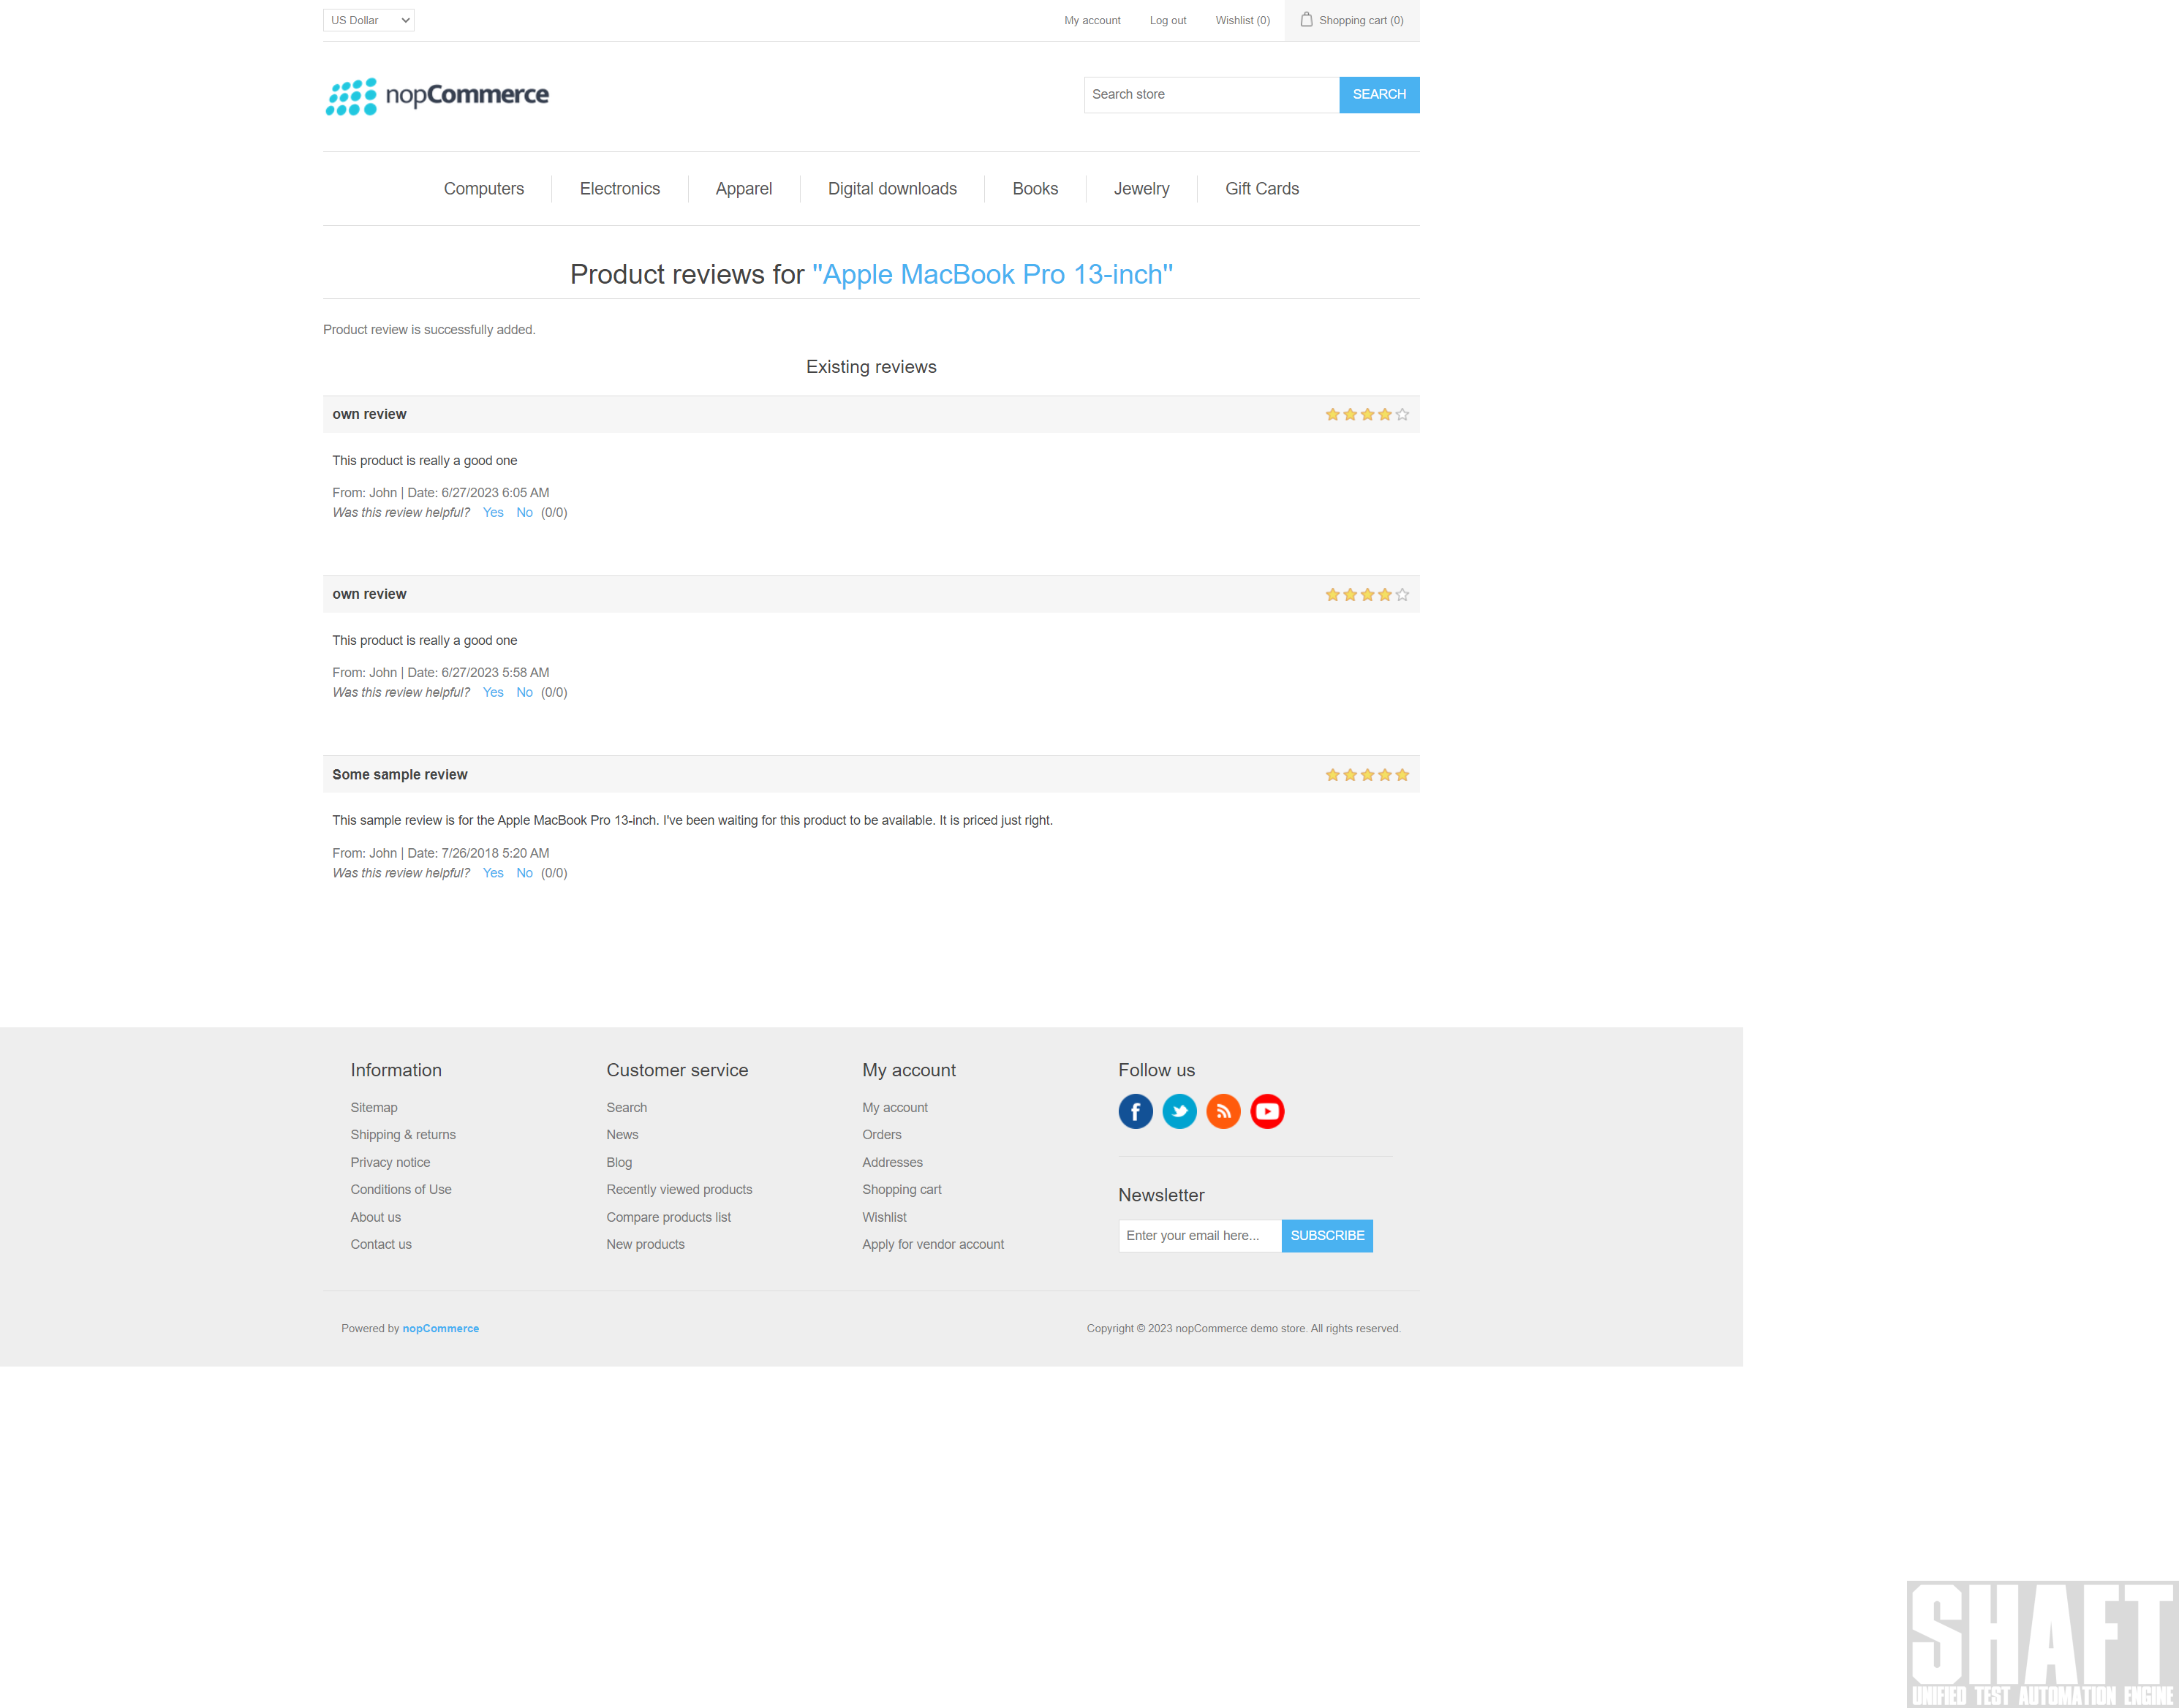 US Dollar
My account Log out Wishlist (0) Shopping cart (0)
nopCommerce
Search store SEARCH
Computers Electronics Apparel Digital downloads Books Jewelry Gift Cards
Product reviews for "Apple MacBook Pro 13-inch"
Product review is successfully added.
Existing reviews
own review
This product is really a good one
From: John | Date: 6/27/2023 6:05 AM
Was this review helpful? Yes No (0/0)
own review
This product is really a good one
From: John | Date: 6/27/2023 5:58 AM
Was this review helpful? Yes No (0/0)
Some sample review
This sample review is for the Apple MacBook Pro 13-inch. I've been waiting for this product to be available. It is priced just right.
From: John | Date: 7/26/2018 5:20 AM
Was this review helpful? Yes No (0/0)
Information
Sitemap
Shipping & returns
Privacy notice
Conditions of Use
About us
Contact us
Customer service
Search
News
Blog
Recently viewed products
Compare products list
New products
My account
My account
Orders
Addresses
Shopping cart
Wishlist
Apply for vendor account
Follow us
Newsletter
Enter your email here... SUBSCRIBE
Powered by nopCommerce
Copyright © 2023 nopCommerce demo store. All rights reserved.
SHAFT
UNIFIED TEST AUTOMATION ENGINE